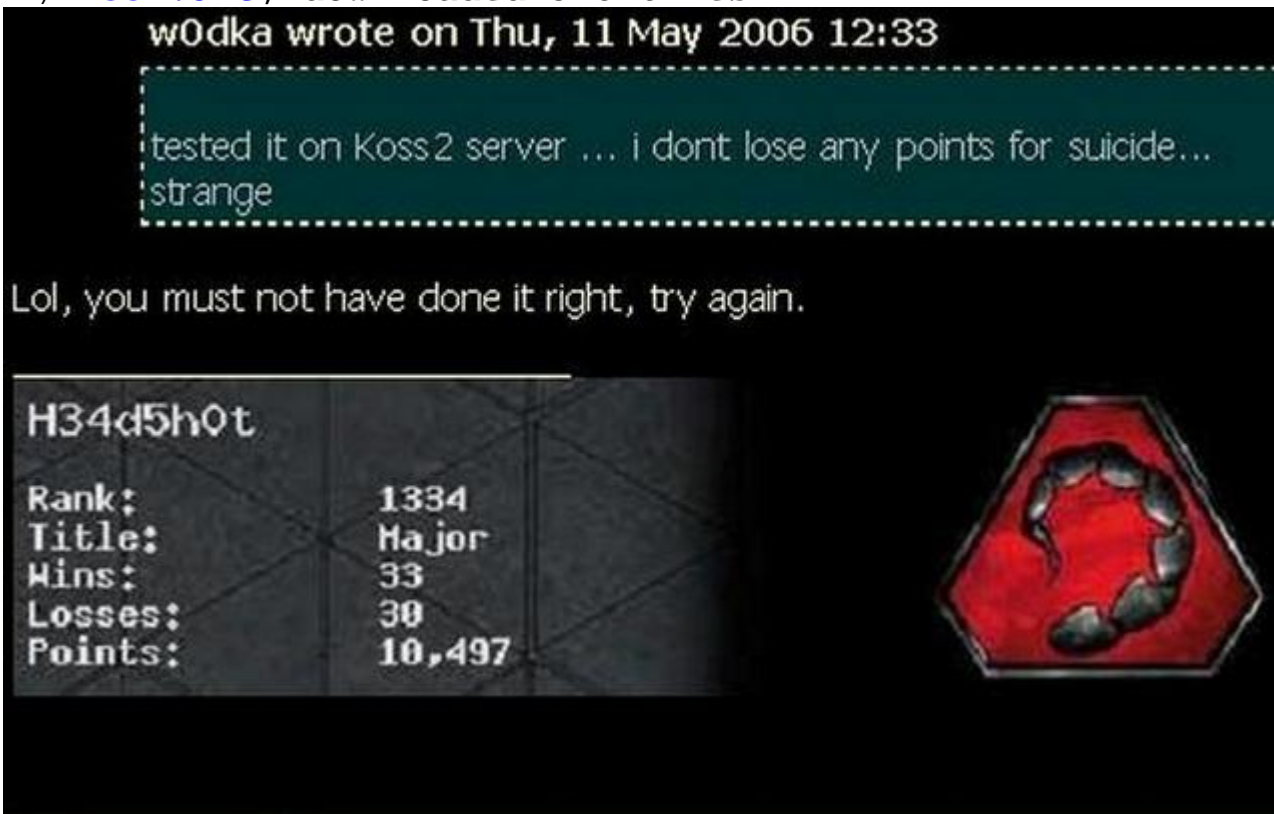 w0dka wrote on Thu, 11 May 2006 12:33
tested it on Koss2 server ... i dont lose any points for suicide...
strange
Lol, you must not have done it right, try again.
H34d5h0t
Rank: 1334
Title: Major
Wins: 33
Losses: 30
Points: 10,497